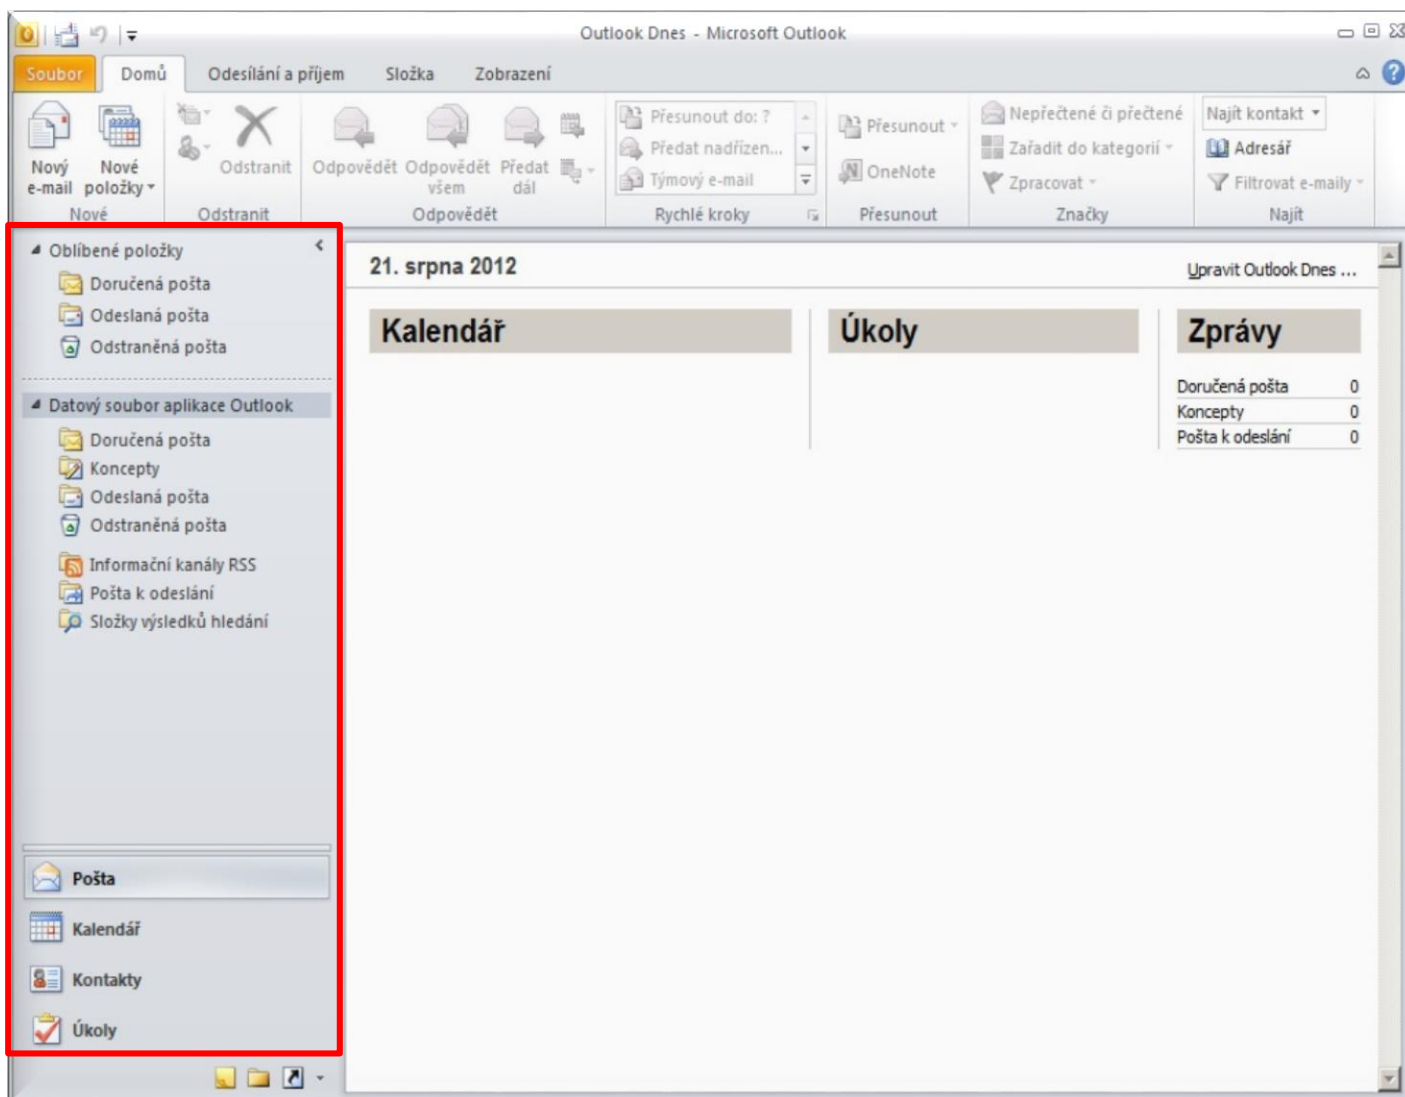 Outlook Dnes - Microsoft Outlook
Soubor Domů Odesílání a příjem Složka Zobrazení
Nový e-mail
Nové položky
Nové
Odstranit
Odstranit
Odpovědět
Odpovědět všem
Předat dál
Odpovědět
Přesunout do: ?
Předat nadřízen...
Týmový e-mail
Rychlé kroky
Přesunout
OneNote
Přesunout
Nepřečtené či přečtené
Zařadit do kategorií
Zpracovat
Značky
Najít kontakt
Adresář
Filtrovat e-maily
Najít
Oblíbené položky
Doručená pošta
Odeslaná pošta
Odstraněná pošta
Datový soubor aplikace Outlook
Doručená pošta
Koncepty
Odeslaná pošta
Odstraněná pošta
Informační kanály RSS
Pošta k odeslání
Složky výsledků hledání
Pošta
Kalendář
Kontakty
Úkoly
21. srpna 2012
Upravit Outlook Dnes ...
Kalendář
Úkoly
Zprávy
Doručená pošta 0
Koncepty 0
Pošta k odeslání 0